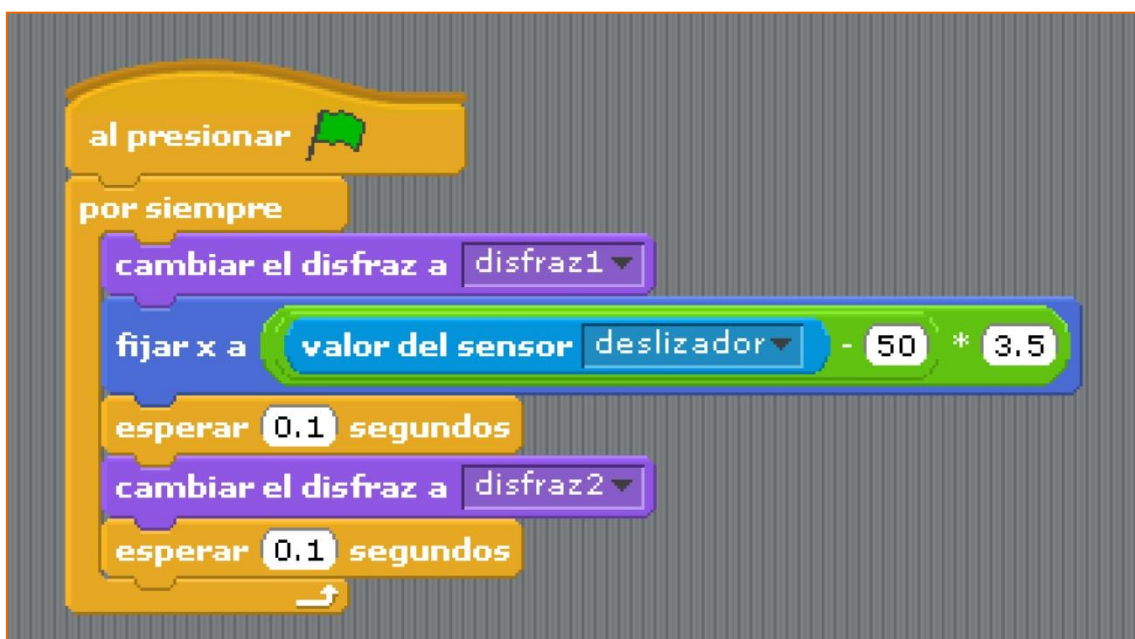 al presionar
por siempre
cambiar el disfraz a disfraz1
fijar x a valor del sensor deslizador - 50 * 3.5
esperar 0.1 segundos
cambiar el disfraz a disfraz2
esperar 0.1 segundos